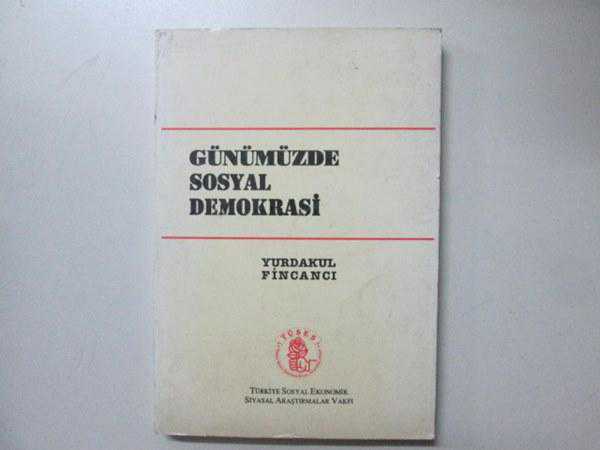 GÜNÜMÜZDE
SOSYAL
DEMOKRASİ
YURDAKUL
FİNCANCI
TÜSES
TÜRKİYE SOSYAL EKONOMİK
SİYASAL ARAŞTIRMALAR VAKFI